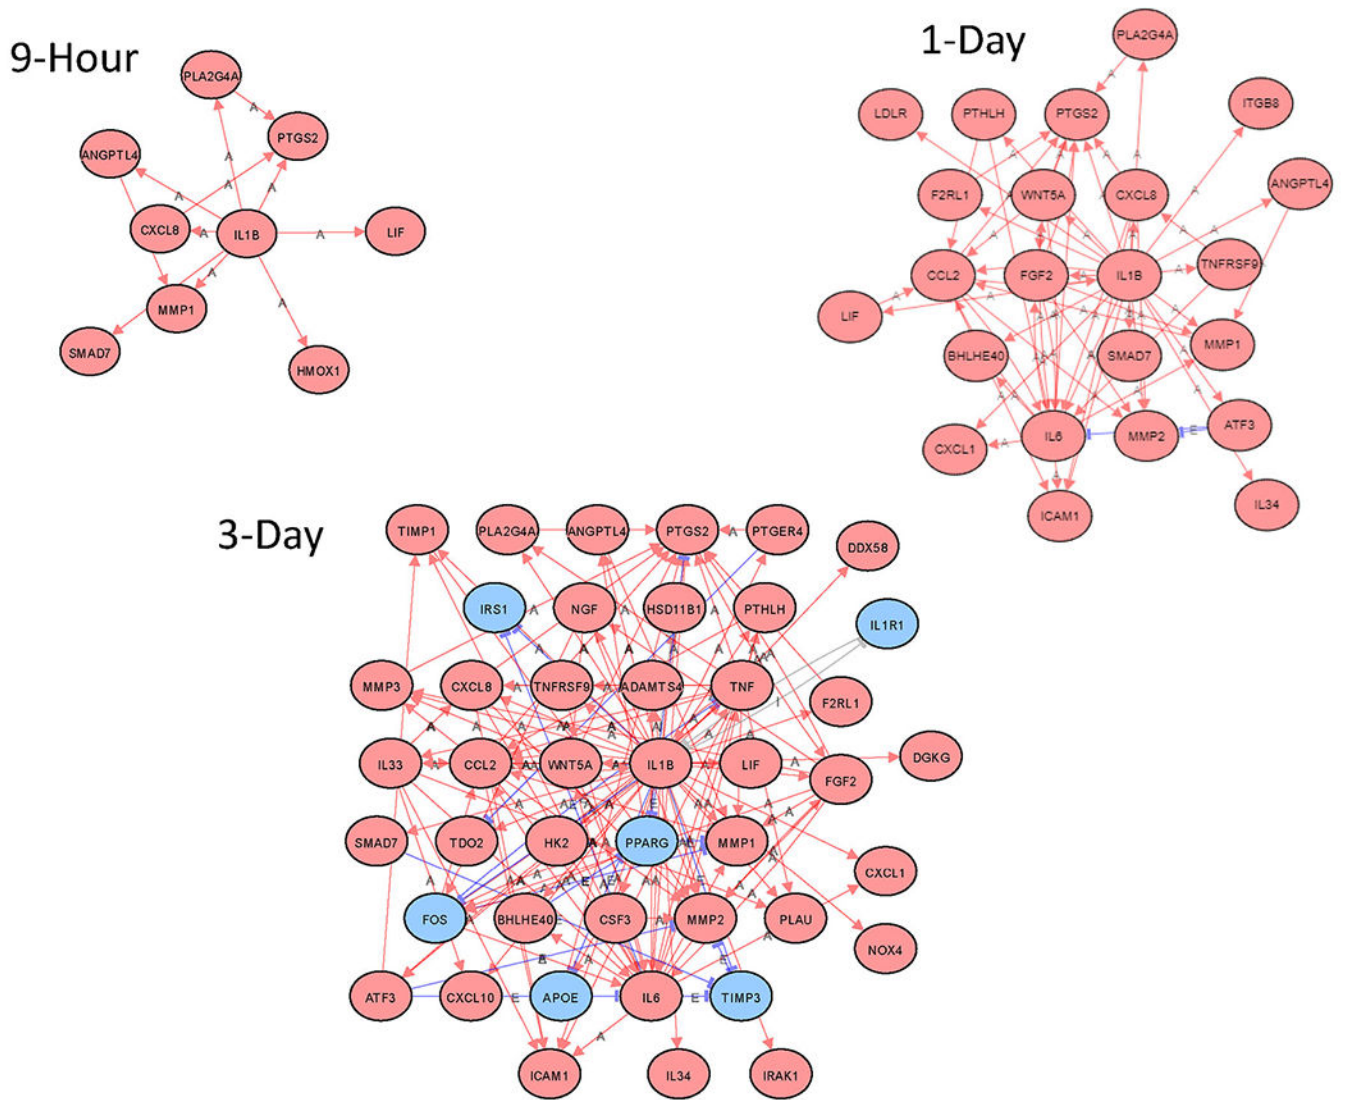 9-Hour
PLA2G4A
PTGS2
ANGPTL4
CXCL8
IL1B
LIF
MMP1
SMAD7
HMOX1
1-Day
PLA2G4A
LDLR
PTHLH
PTGS2
ITGB8
F2RL1
WNT5A
CXCL8
ANGPTL4
CCL2
FGF2
IL1B
TNFRSF9
LIF
BHLHE40
SMAD7
MMP1
CXCL1
IL6
MMP2
ATF3
E
ICAM1
IL34
3-Day
TIMP1
PLA2G4A
ANGPTL4
PTGS2
A
PTGER4
DDX58
IRS1
A
NGF
A
HSD11B1
A
PTHLH
IL1R1
MMP3
CXCL8
A
TNFRSF9
A
ADAMTS4
TNF
F2RL1
I
IL33
A
CCL2
WNT5A
A
IL1B
LIF
A
FGF2
DGKG
SMAD7
TDO2
HK2
PPARG
MMP1
CXCL1
FOS
BHLHE40
CSF3
A
MMP2
PLAU
NOX4
ATF3
CXCL10
E
APOE
IL6
E
TIMP3
A
ICAM1
IL34
IRAK1